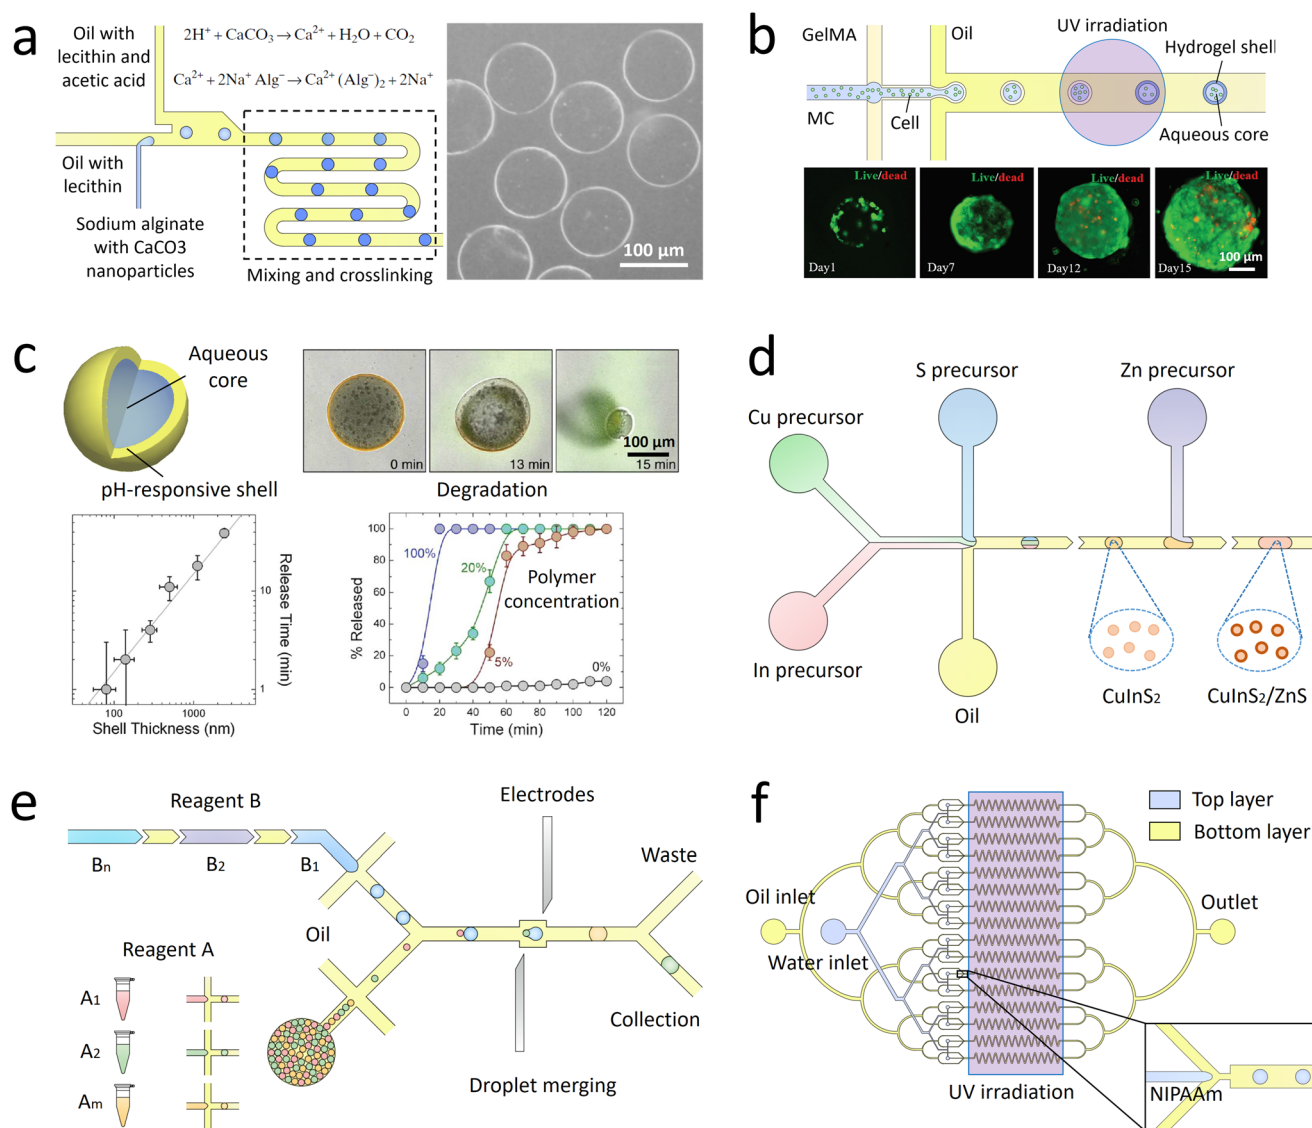 a
Oil with
lecithin and
acetic acid
2H⁺ + CaCO₃ → Ca²⁺ + H₂O + CO₂
Ca²⁺ + 2Na⁺ Alg⁻ → Ca²⁺ (Alg⁻)₂ + 2Na⁺
Oil with
lecithin
Sodium alginate
with CaCO3
nanoparticles
Mixing and crosslinking
100 µm
b
GelMA
Oil
UV irradiation
Hydrogel shell
MC
Cell
Aqueous core
Live/dead
Day1
Live/dead
Day7
Live/dead
Day12
Live/dead
Day15
100 µm
c
Aqueous
core
pH-responsive shell
0 min
13 min
100 µm
15 min
Degradation
10
1
Release Time (min)
100
1000
Shell Thickness (nm)
100
80
60
40
20
0
% Released
100%
20%
5%
0%
Polymer
concentration
0
20
40
60
80
100
120
Time (min)
d
S precursor
Zn precursor
Cu precursor
In precursor
Oil
CuInS₂
CuInS₂/ZnS
e
Reagent B
Bn
B2
B1
Electrodes
Waste
Oil
Reagent A
A1
A2
Am
Collection
Droplet merging
f
Top layer
Bottom layer
Oil inlet
Water inlet
Outlet
UV irradiation
NIPAAm